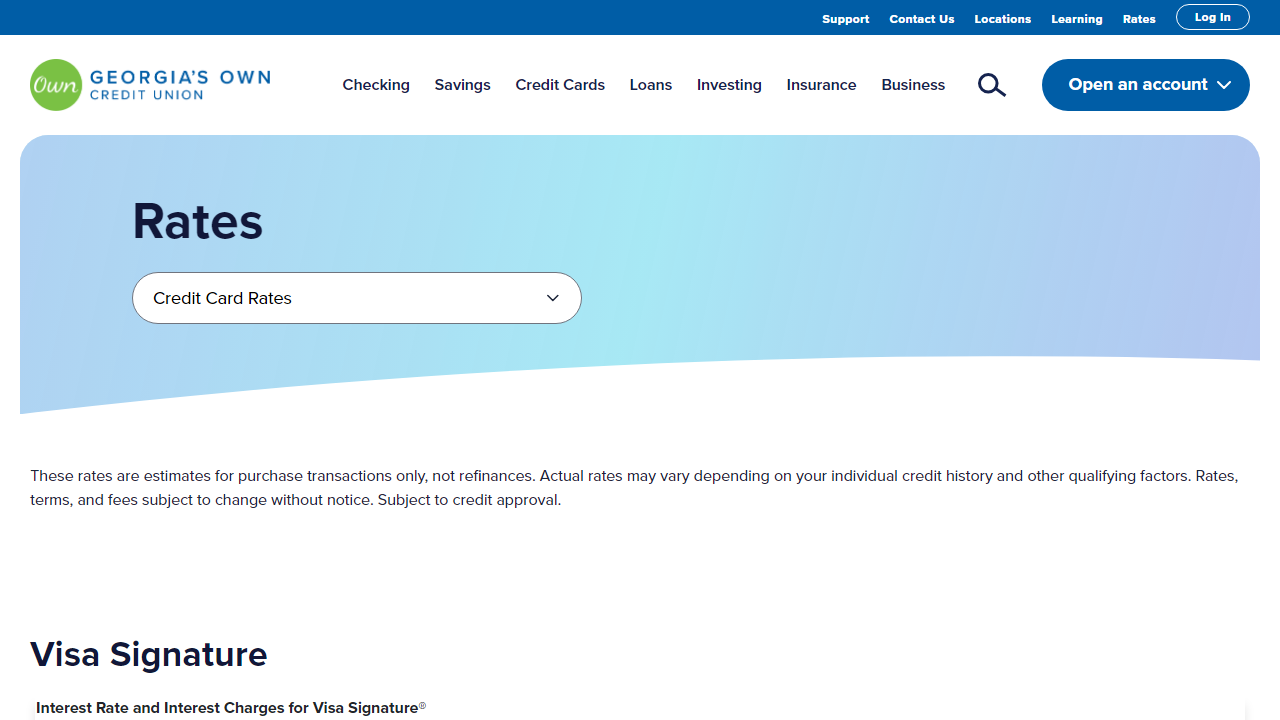 Support Contact Us Locations Learning Rates Log In
Own GEORGIA'S OWN
CREDIT UNION
Checking Savings Credit Cards Loans Investing Insurance Business Open an account
Rates
Credit Card Rates
These rates are estimates for purchase transactions only, not refinances. Actual rates may vary depending on your individual credit history and other qualifying factors. Rates,
terms, and fees subject to change without notice. Subject to credit approval.
Visa Signature
Interest Rate and Interest Charges for Visa Signature®